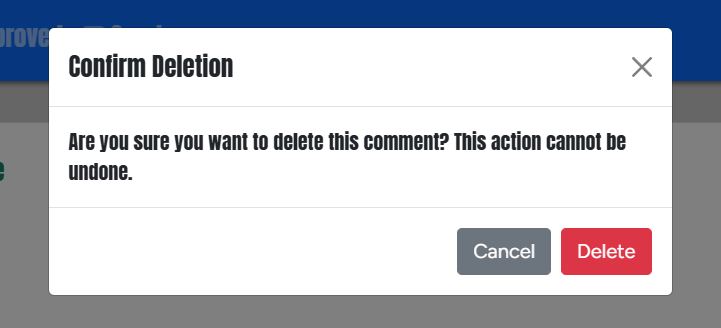 Confirm Deletion
Are you sure you want to delete this comment? This action cannot be
undone.
Cancel
Delete